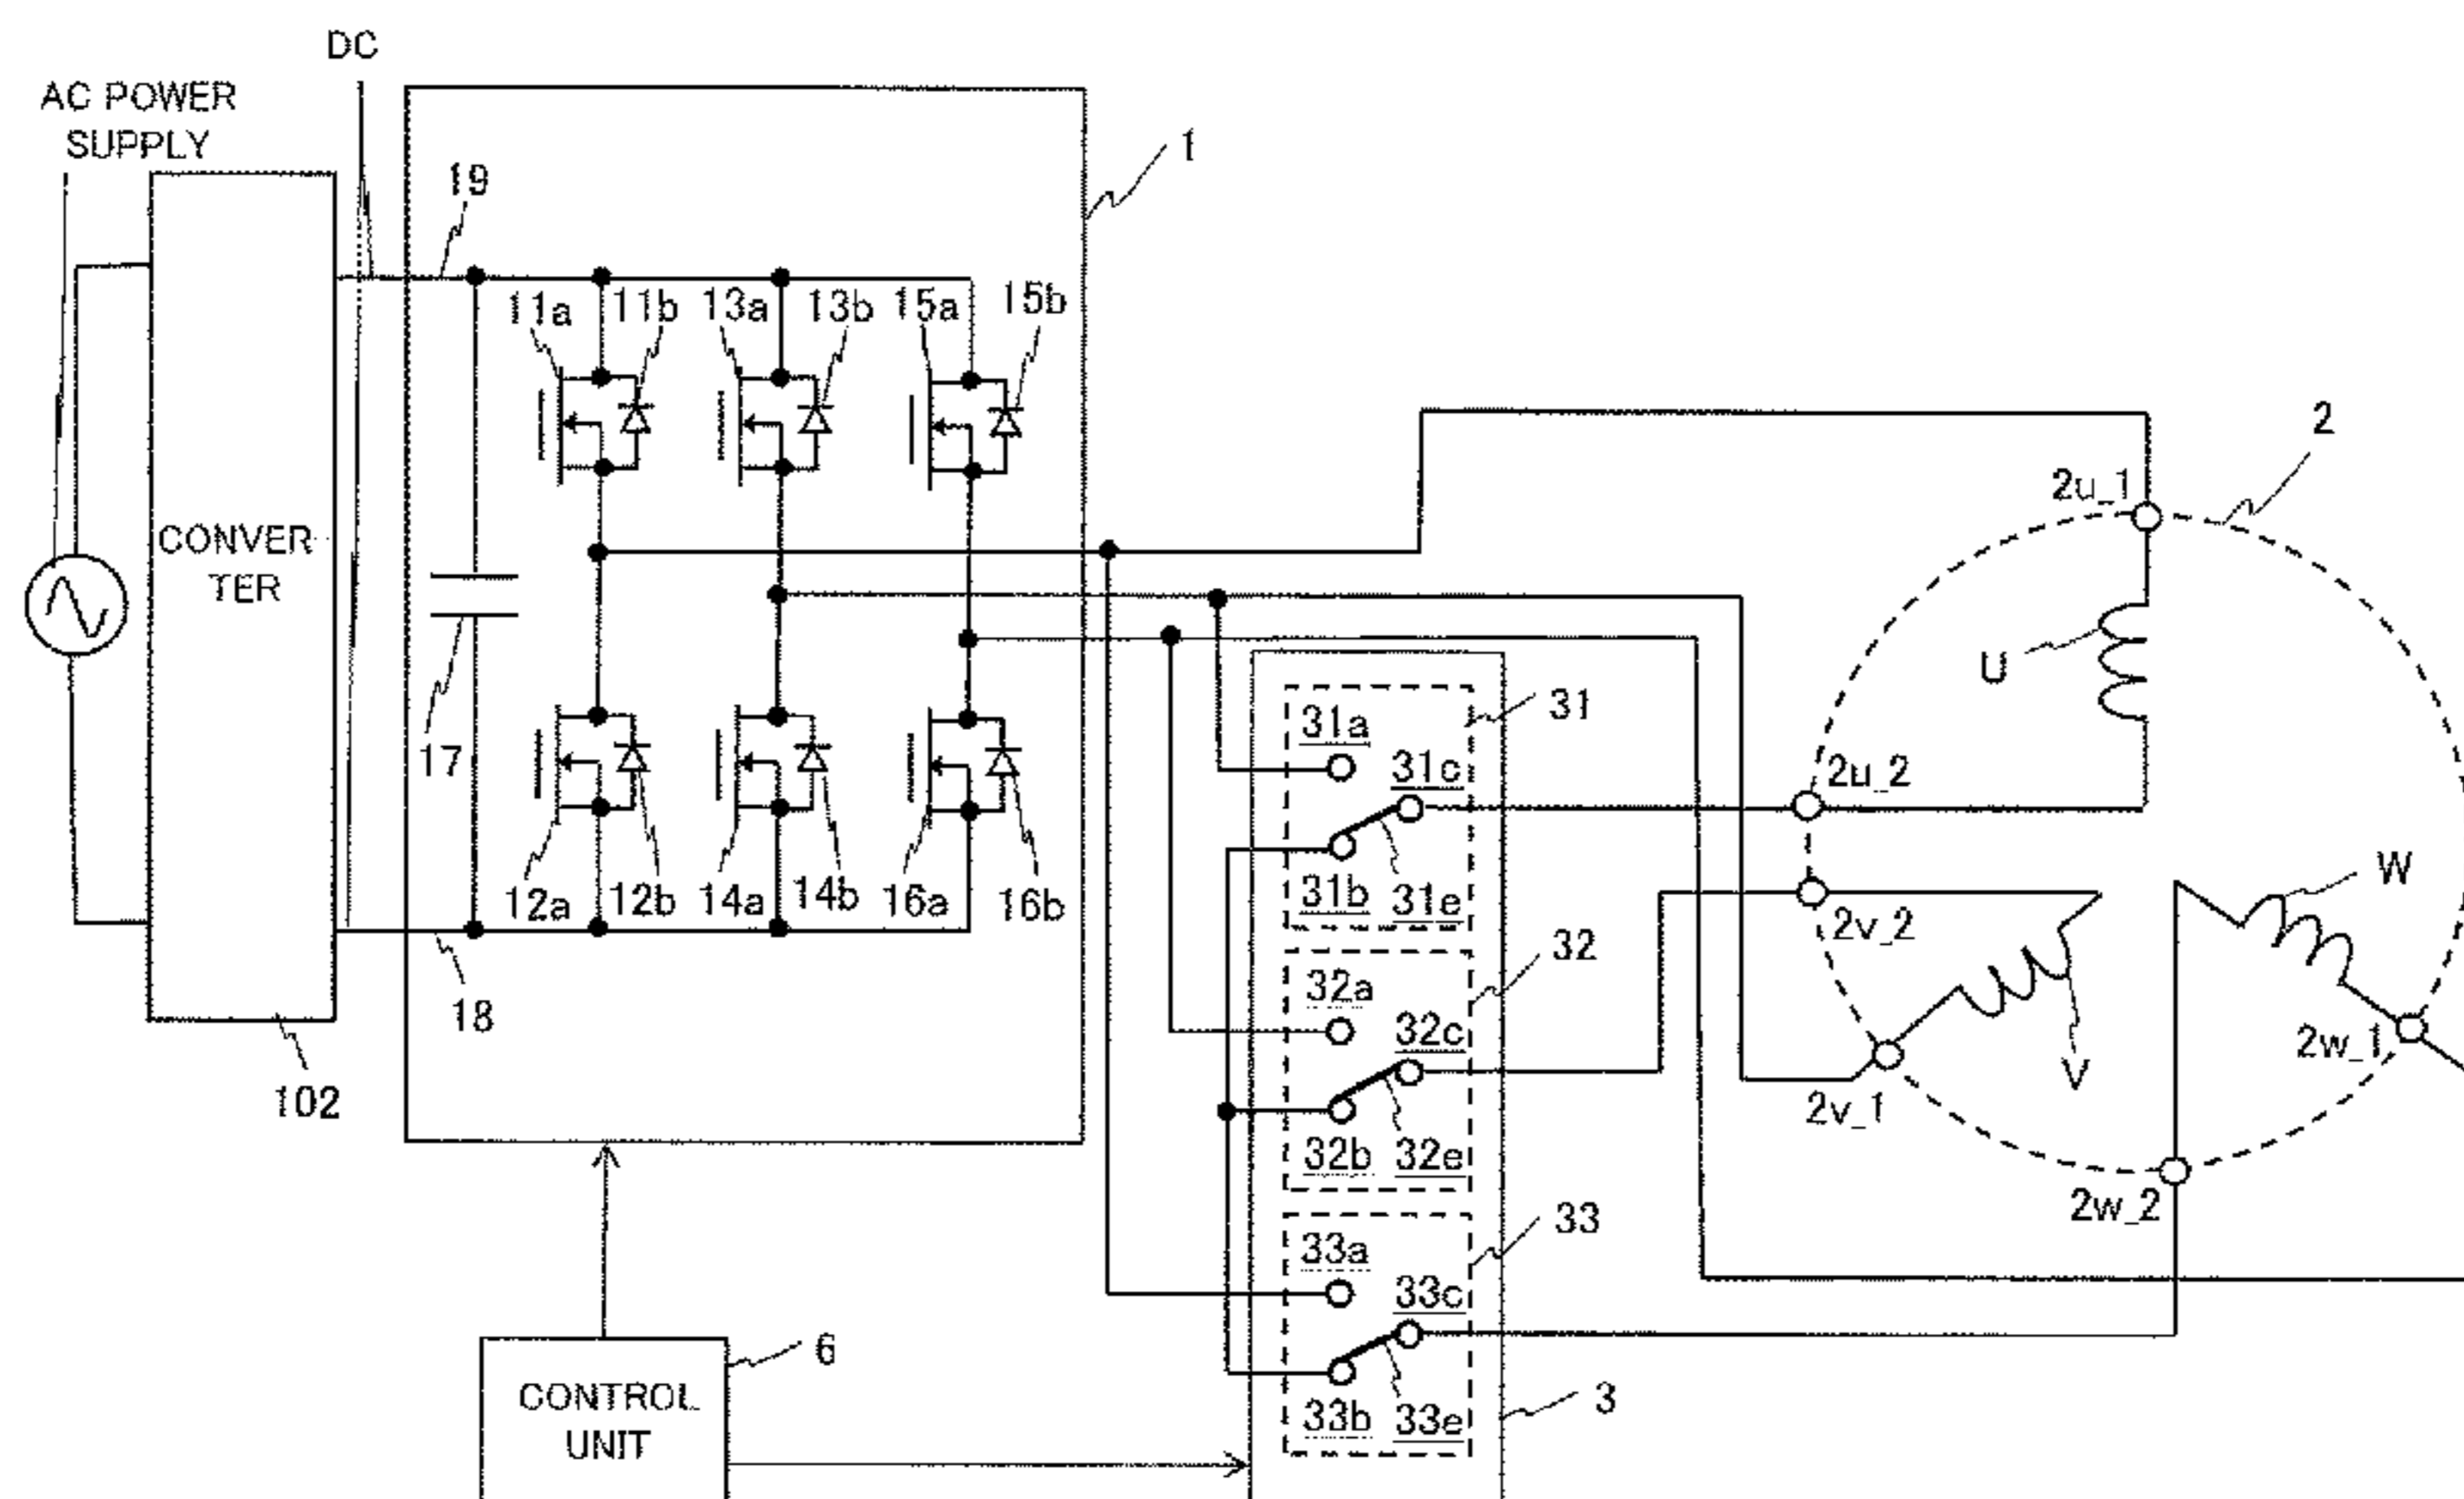 DC
AC POWER
SUPPLY
1
19
11a
11b
13a
13b
15a
15b
2
2u_1
CONVER
TER
U
31
31a
17
31c
2u_2
W
12a
12b
14a
14b
16a
16b
31b
31e
2v_2
32
32a
18
32c
2w_1
V
102
2v_1
32b
32e
2w_2
33
33a
33c
6
CONTROL
UNIT
3
33b
33e